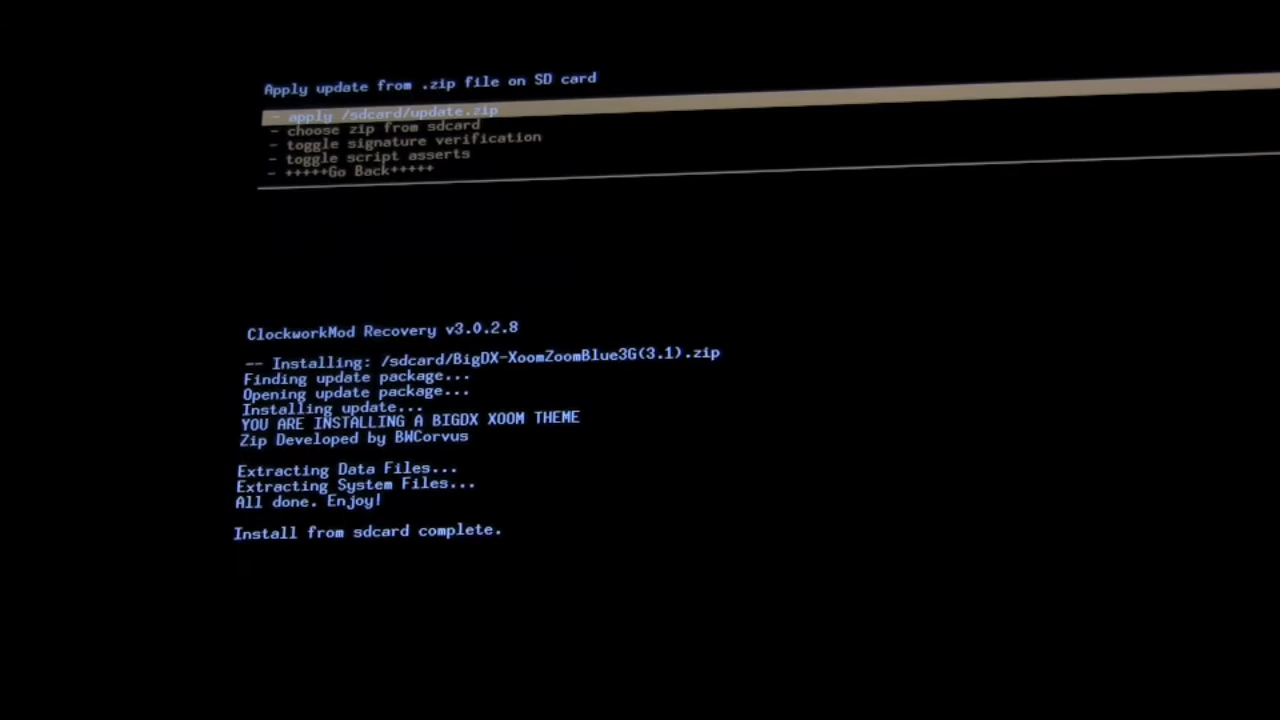 Apply update from .zip file on SD card
- apply /sdcard/update.zip
- choose zip from sdcard
- toggle signature verification
- toggle script asserts
- +++++Go Back+++++
ClockworkMod Recovery v3.0.2.8
-- Installing: /sdcard/BigDX-XoomZoomBlue3G(3.1).zip
Finding update package...
Opening update package...
Installing update...
YOU ARE INSTALLING A BIGDX XOOM THEME
Zip Developed by BWCorvus
Extracting Data Files...
Extracting System Files...
All done. Enjoy!
Install from sdcard complete.